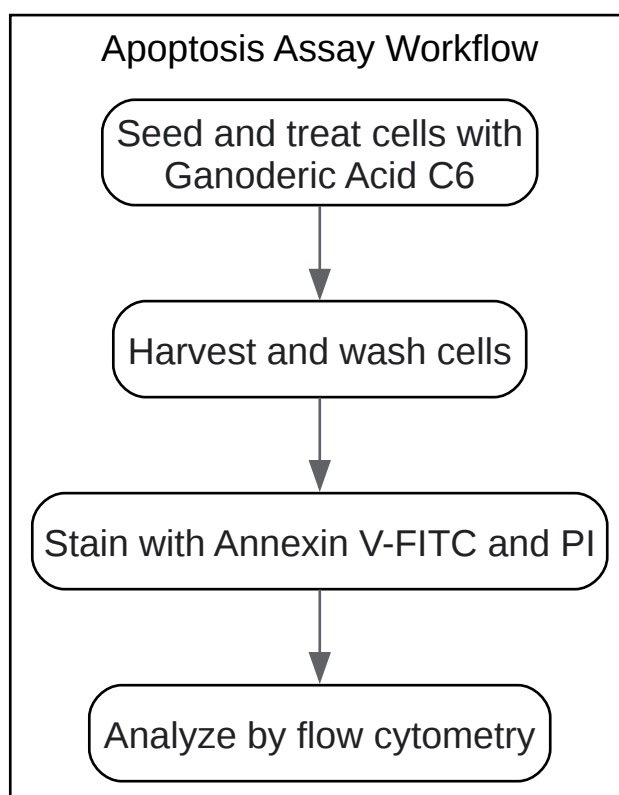 Apoptosis Assay Workflow
Seed and treat cells with
Ganoderic Acid C6
Harvest and wash cells
Stain with Annexin V-FITC and PI
Analyze by flow cytometry